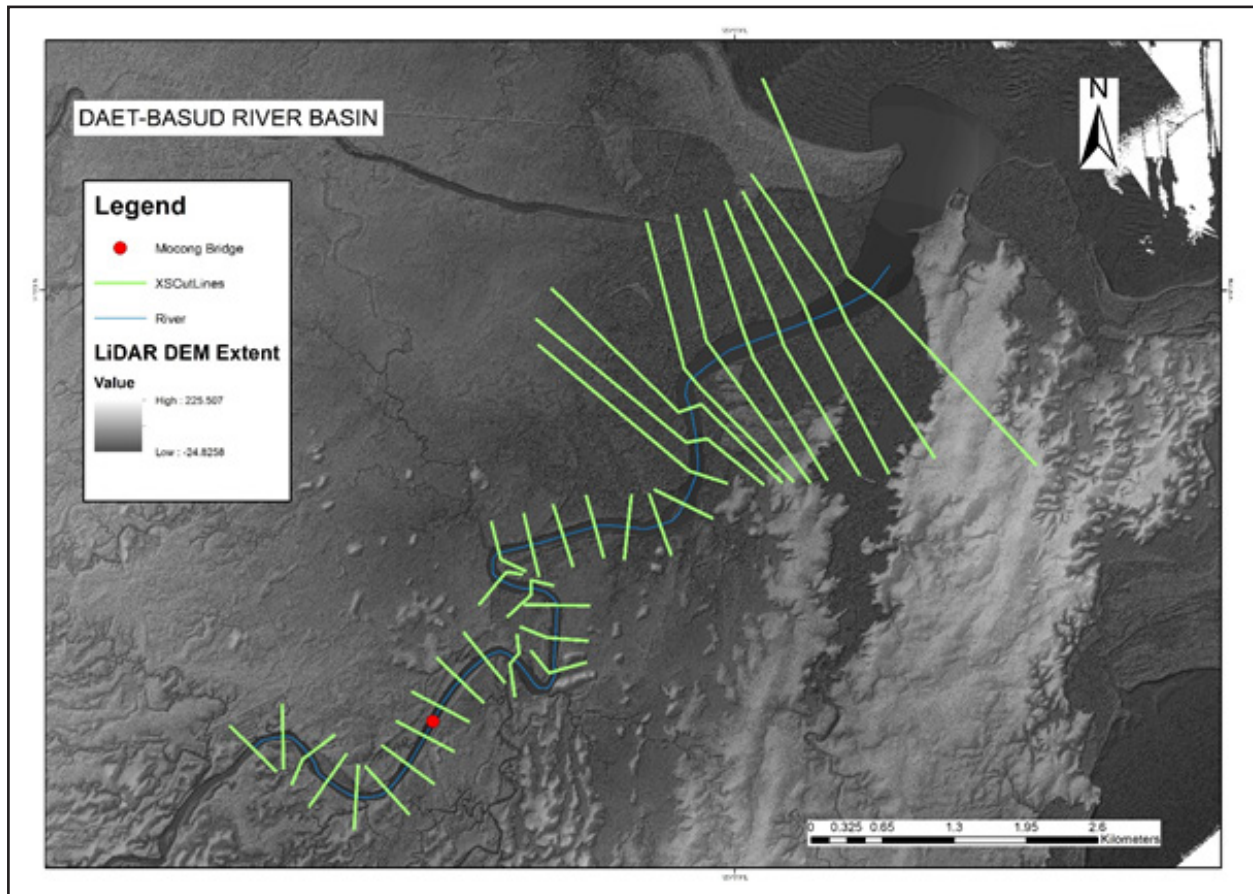 DAET-BASUD RIVER BASIN
N
Legend
Mocong Bridge
XSCutLines
River
LiDAR DEM Extent
Value
High : 225.507
Low : -24.8258
0 0.325 0.65 1.3 1.95 2.6
Kilometers